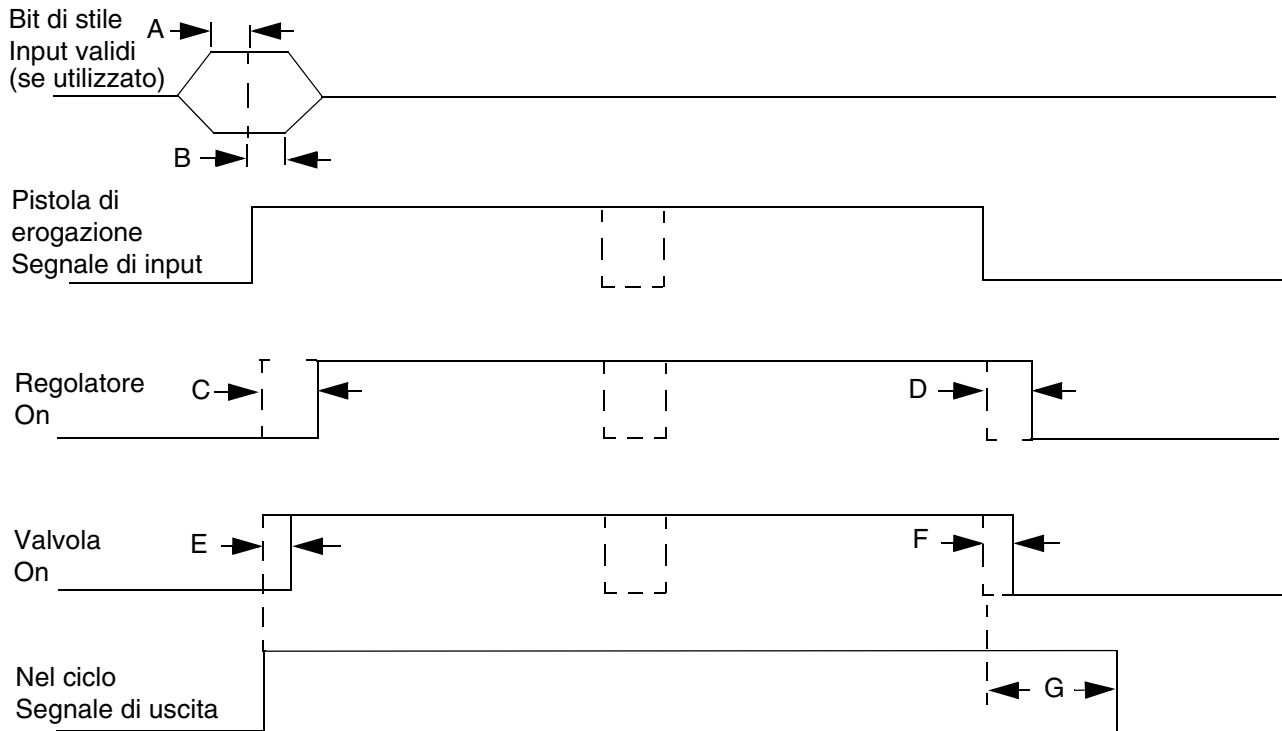 Bit di stile
Input validi
(se utilizzato)
A
B
Pistola di
erogazione
Segnale di input
Regolatore
On
C
D
Valvola
On
E
F
Nel ciclo
Segnale di uscita
G